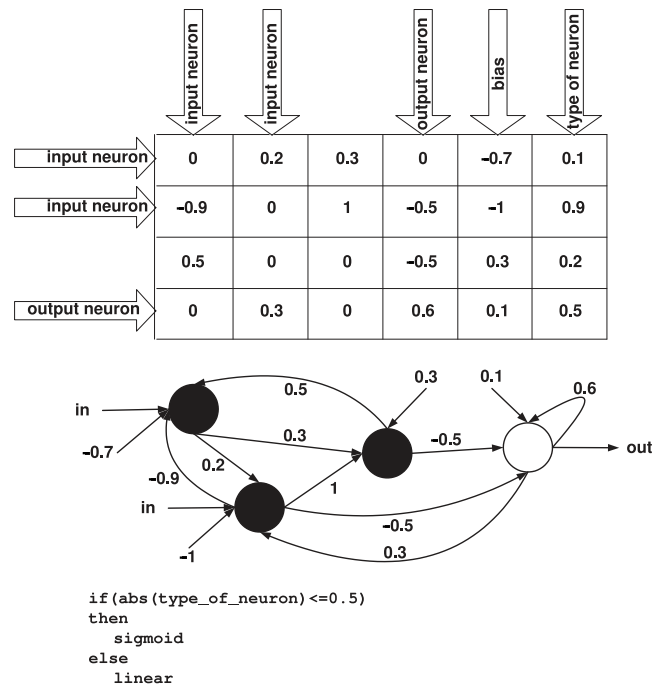 input neuron
input neuron
output neuron
bias
type of neuron
input neuron 0 0.2 0.3 0 -0.7 0.1
input neuron -0.9 0 1 -0.5 -1 0.9
0.5 0 0 -0.5 0.3 0.2
output neuron 0 0.3 0 0.6 0.1 0.5
0.5
0.3
0.1
0.6
in
-0.7
0.3
-0.5
out
0.2
-0.9
1
in
-0.5
-1
0.3
if(abs(type_of_neuron)<=0.5)
then
sigmoid
else
linear